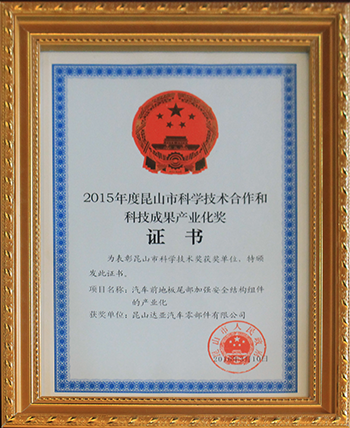 2015年度昆山市科学技术合作和
科技成果产业化奖
证 书
为表彰昆山市科学技术奖获奖单位，特颁
发此证书。
项目名称：汽车前地板尾部加强安全结构组件
的产业化
获奖单位：昆山达亚汽车零部件有限公司
昆山市人民政府